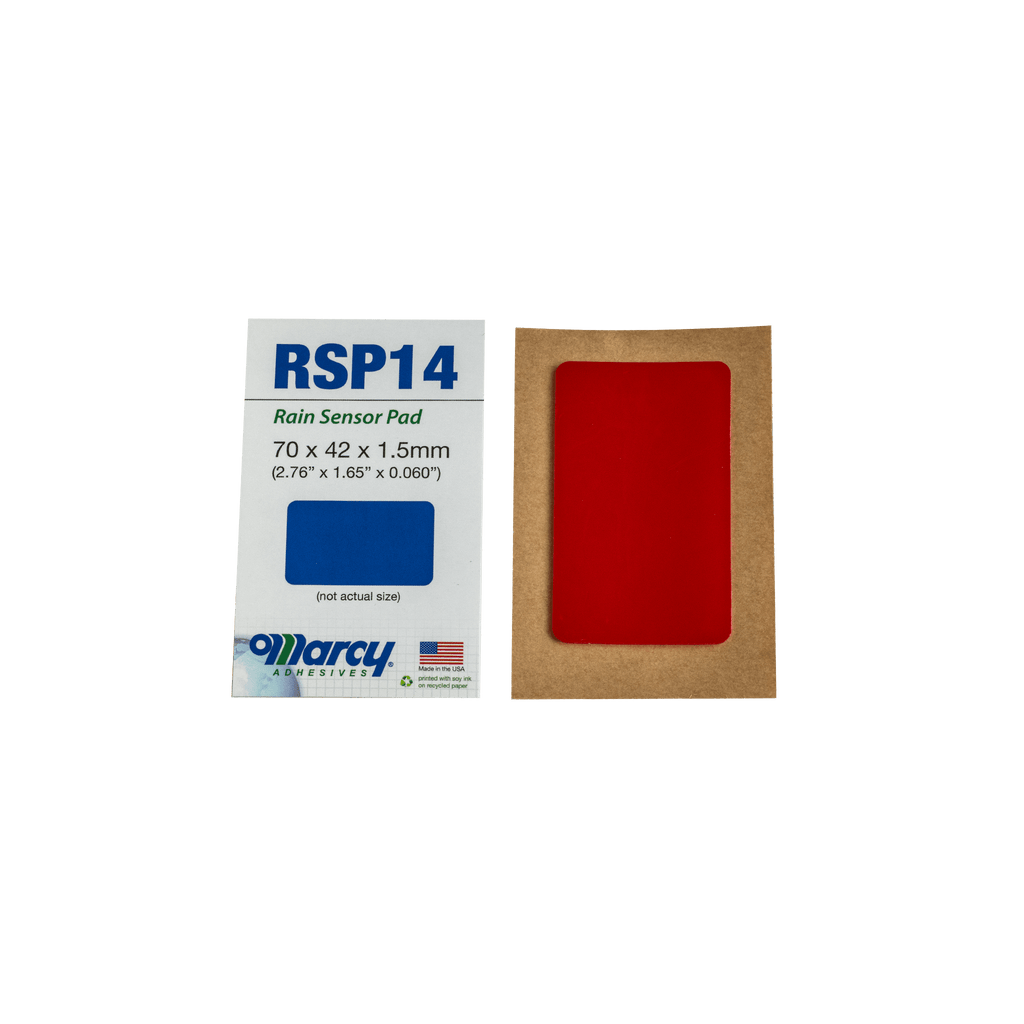 RSP14
Rain Sensor Pad
70 x 42 x 1.5mm
(2.76” x 1.65” x 0.060”)
(not actual size)
Marcy®
ADHESIVES
Made in the USA
printed with soy ink
on recycled paper